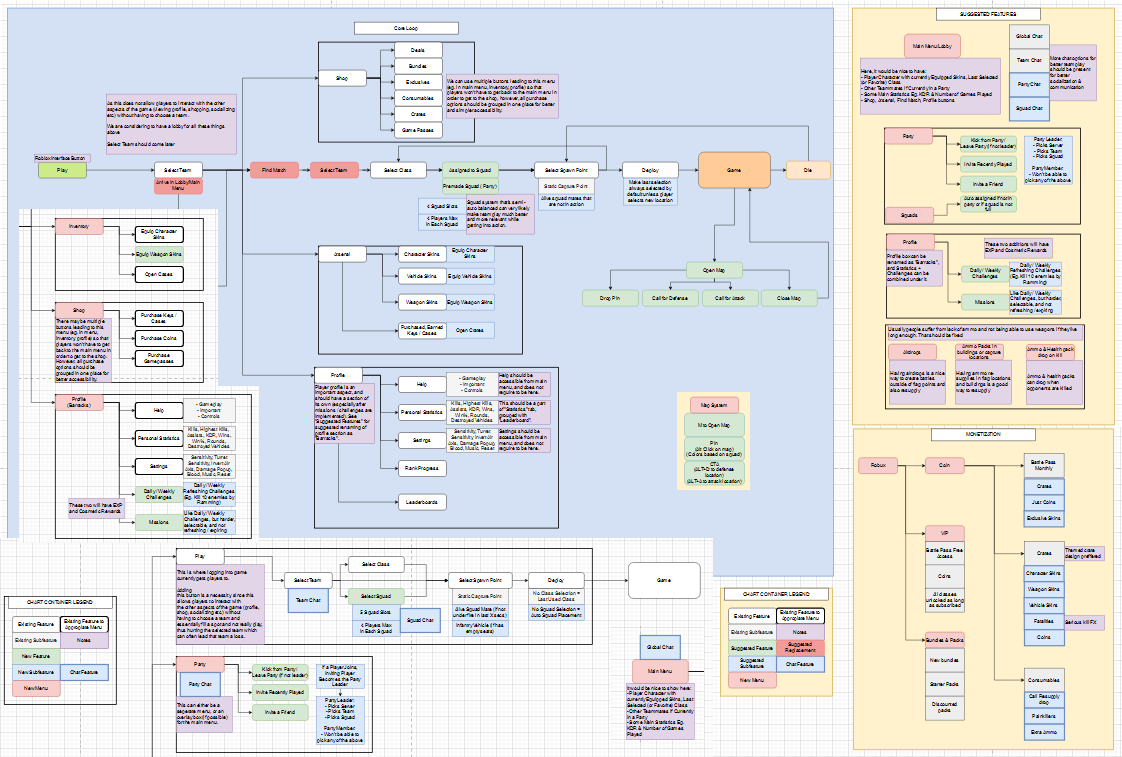 Core Loop
Shop
Deals
Bundles
Exclusives
Consumables
Crates
Game Passes
We can use multiple buttons leading to this menu
(eg. In main menu, inventory, profile) so that
players won't have to get back to the main menu in
order to get to the shop, however, all purchase
options should be grouped in one place for better
and simple accessibility.
As this does not allow players to interact with the other
aspects of the game (viewing profile, shopping, socializing
etc) without having to choose a team.
We are considering to have a lobby for all these things
above
Select Team should come later
Roblox Interface Button
Play
Select Team
Arrive in Lobby/Main
Menu
Find Match
Select Team
Select Class
Assigned to Squad
Premade Squad (Party)
Select Spawn Point
Static Capture Point
Alive squad mates that
are not in action
Deploy
Make last selection
always selected by
default unless player
selects new location
Game
Die
4 Squad Slots
4 Players Max
In Each Squad
Squad system that's semi-
auto balanced can very likely
make team play much better
and more relevant while
getting into action.
Arsenal
Character Skins
Equip Character
Skins
Vehicle Skins
Equip Vehicle Skins
Weapon Skins
Equip Weapon Skins
Purchased, Earned
Keys / Cases
Open Crates
Open Map
Drop Pin
Call for Defense
Call for Attack
Close Map
Inventory
Equip Character
Skins
Equip Weapon Skins
Open Cases
Shop
There may be multiple
buttons leading to this
menu (eg. In menu,
inventory, profile) so that
players won't have to get
back to the main menu in
order to get to the shop.
However, all purchase
options should be
grouped in one place for
better accessibility.
Purchase Keys /
Cases
Purchase Coins
Purchase
Gamepasses
Profile
(Barracks)
Help
- Gameplay
- Important
- Controls
Personal Statistics
Kills, Highest Kills,
Assists, KDR, Wins,
Win%, Rounds,
Destroyed Vehicles
Settings
Sensitivity, Turret
Sensitivity, Invert Air
Axis, Damage Popup,
Blood, Music, Reset
Daily/ Weekly
Challenges
Daily/ Weekly
Refreshing Challenges,
(Eg. Kill 10 enemies by
Ramming)
These two will have EXP
and Cosmetic Rewards
Missions
Like Daily/ Weekly
Challenges, but harder,
selectable, and not
refreshing / expiring
Profile
Player profile is an
important aspect, and
should have a section of
its own (especially after
missions / challenges are
implemented). See
"Suggested Features" for
suggested renaming of
profile section as
"Barracks".
Help
- Gameplay
- Important
- Controls
Help should be
accessible from main
menu, and does not
require to be here.
Personal Statistics
Kills, Highest Kills,
Assists, KDR, Wins,
Win%, Rounds,
Destroyed Vehicles
This should be a part
of "Statistics" tab,
grouped with
"Leaderboard".
Settings
Sensitivity, Turret
Sensitivity, Invert Air
Axis, Damage Popup,
Blood, Music, Reset
Settings should be
accessible from main
menu, and does not
require to be here.
Rank Progress
Leaderboards
Map System
M to Open Map
Pin
(Alt Click on map)
(Colors based on squad)
CTA
(ALT+D to defense
location)
(ALT+A to attack location)
Play
This is where logging into game
currently gets players to.
Adding
this button is a necessity since this
allows players to interact with
the other aspects of the game (profile,
shop, socializing etc) without
having to choose a team and
essentially fill a spot and not really play,
thus hurting the selected team which
can often lead that team a loss.
Select Team
Team Chat
Select Class
Select Squad
5 Squad Slots
4 Players Max
In Each Squad
Squad Chat
Select Spawn Point
Static Capture Point
Alive Squad Mate (if not
under fire in last X secs)
Infantry Vehicle (if has
empty seats)
Deploy
No Class Selection =
Last Used Class
No Squad Selection =
Auto Squad Placement
Game
Party
Party Chat
This can either be a
seperate menu, or an
overlay box (if possible)
for the main menu.
Kick from Party/
Leave Party (if not leader)
Invite Recently Played
Invite a Friend
If a Player Joins,
Inviting Player
Becomes the Party
Leader
Party Leader:
- Picks Server
- Picks Team
- Picks Squad
Party Member:
- Won't be able to
pick any of the above
Global Chat
Main Menu
It would be nice to show here:
-Player Character with
currently Equipped Skins, Last
Selected (or Favorite) Class
-Other Teammates if Currently
in a Party
- Some Main Statistics Eg.
KDR & Number of Games
Played
CHART CONTAINER LEGEND
Existing Feature
Existing Feature to
Appropriate Menu
Existing Subfeature
Notes
New Feature
New Subfeature
Chat Feature
New Menu
CHART CONTAINER LEGEND
Existing Feature
Existing Feature to
Appropriate Menu
Existing Subfeature
Notes
Suggested Feature
Suggested
Replacement
Suggested
Subfeature
Chat Feature
New Menu
SUGGESTED FEATURES
Main Menu/Lobby
Here, it would be nice to have:
- Player Character with currently Equipped Skins, Last Selected
(or Favorite) Class
- Other Teammates if Currently in a Party
- Some Main Statistics Eg. KDR & Number of Games Played
- Shop, Arsenal, Find Match, Profile buttons.
Global Chat
Team Chat
Party Chat
Squad Chat
More chat options for
better team play
should be present
for better
socialization &
communication
Party
Kick from Party/
Leave Party (if not leader)
Invite Recently Played
Invite a Friend
Squads
Auto assigned if not in
party or if squad is not
full
Party Leader:
- Picks Server
- Picks Team
- Picks Squad
Party Member:
- Won't be able to
pick any of the above
Profile
Profile box can be
renamed as "Barracks",
and Statistics +
Challenges can be
combined under it
These two additions will have
EXP and Cosmetic Rewards
Daily/ Weekly
Challenges
Daily/ Weekly
Refreshing Challenges,
(Eg. Kill 10 enemies by
Ramming)
Missions
Like Daily/ Weekly
Challenges, but harder,
selectable, and not
refreshing / expiring
Usually people suffer from lack of ammo and not being able to use weapons if they live
long enough. That should be fixed
Airdrops
Ammo Packs in
buildings or capture
locations
Ammo & Health pack
drop on Kill
Having airdrops is a nice
way to create battles
outside of flag points and
also resupply
Having ammo re-
supplies in flag locations
and buildings is a good
way to resupply
Ammo & health packs
can drop when
opponents are killed
MONETIZATION
Robux
Coin
Battle Pass
Monthly
Crates
Just Coins
Exclusive Skins
VIP
Battle Pass Free
Access
Coins
All classes
unlocked as long
as subscribed
Crates
Themed crate
design preffered
Character Skins
Weapon Skins
Vehicle Skins
Fatalities
Serious kill FX
Coins
Bundles & Packs
New bundles
Starter Packs
Discounted
packs
Consumables
Call Resupply
drop
Painkillers
Extra Ammo